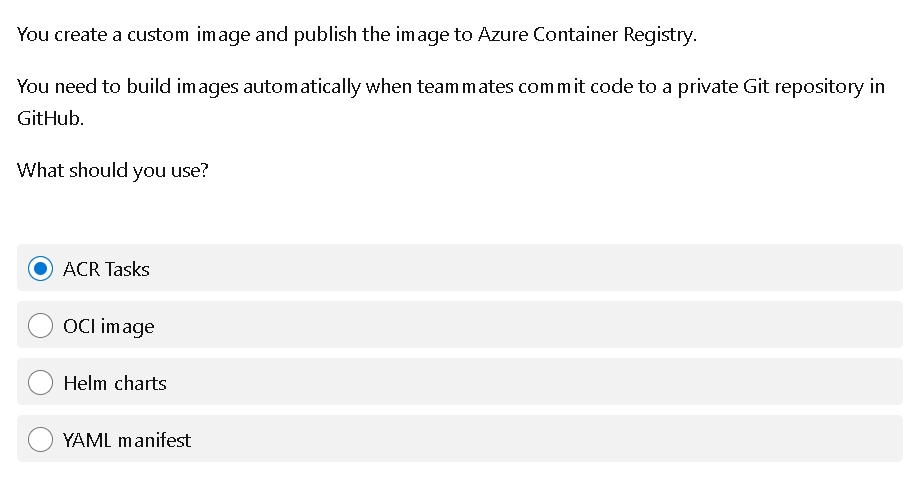 You create a custom image and publish the image to Azure Container Registry.
You need to build images automatically when teammates commit code to a private Git repository in
GitHub.
What should you use?
ACR Tasks
OCI image
Helm charts
YAML manifest